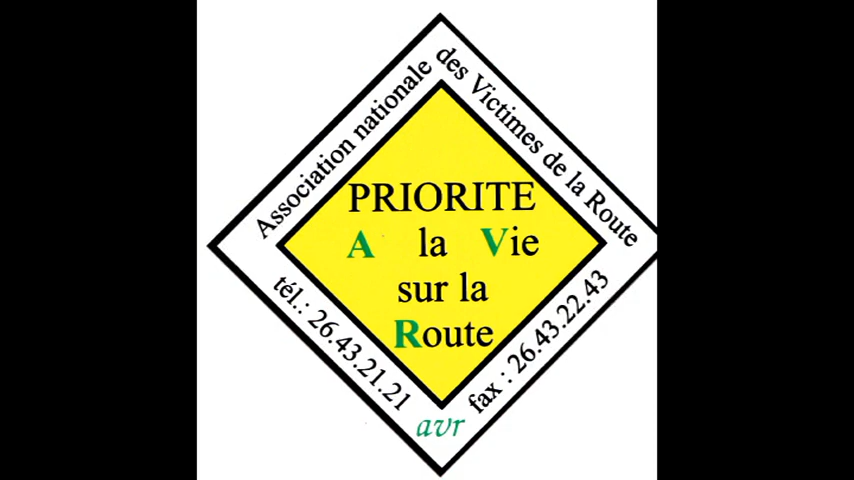 Association nationale
des Victimes de la Route
PRIORITE
A la Vie
sur la
Route
tél.: 26.43.21.21
fax : 26.43.22.43
avr